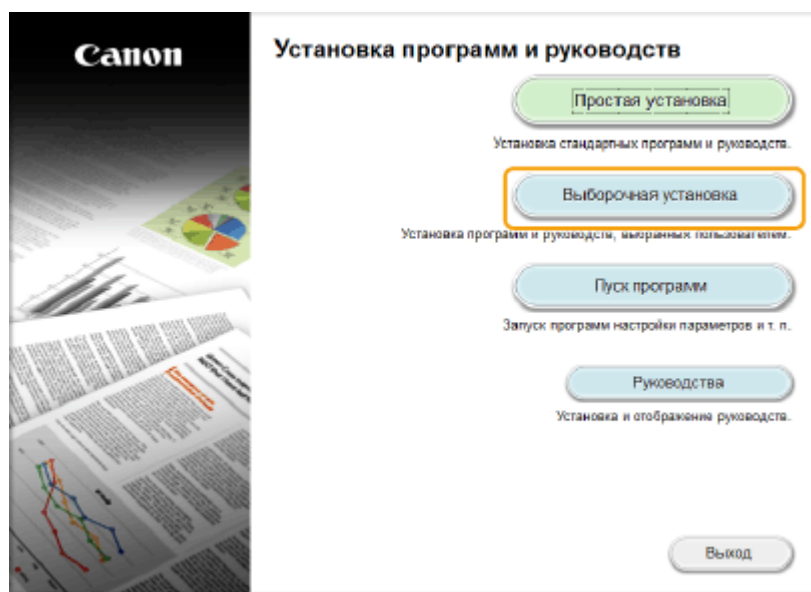 Canon
Установка программ и руководств
Простая установка
Установка стандартных программ и руководств.
Выборочная установка
Установка программ и руководств, выбранных пользователем.
Пуск программ
Запуск программ настройки параметров и т. п.
Руководства
Установка и отображение руководств.
Выход